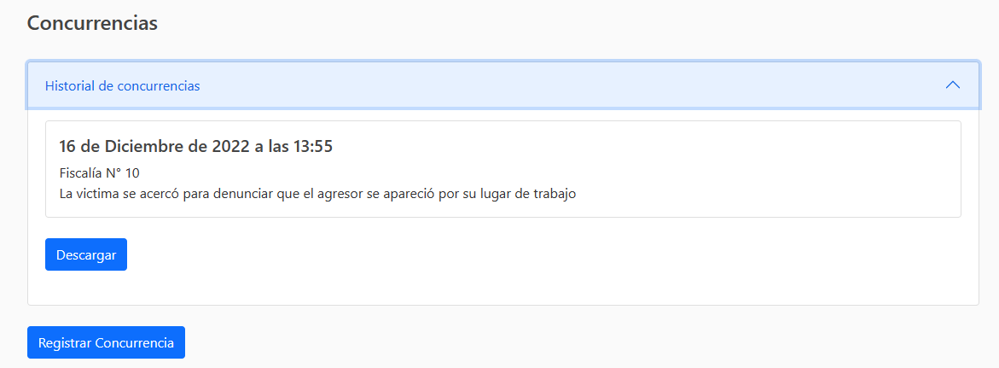 Concurrencias
Historial de concurrencias
16 de Diciembre de 2022 a las 13:55
Fiscalía N° 10
La victima se acercó para denunciar que el agresor se apareció por su lugar de trabajo
Descargar
Registrar Concurrencia